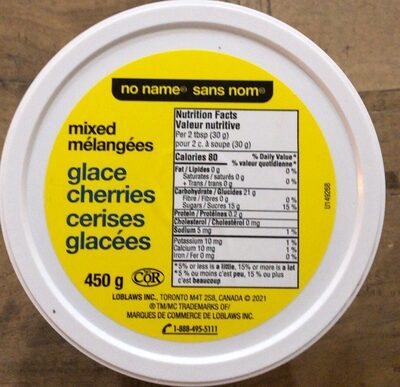 no name® sans nom®
mixed
mélangées
glace
cherries
cerises
glacées
450 g
COR
Nutrition Facts
Valeur nutritive
Per 2 tbsp (30 g)
pour 2 c. à soupe (30 g)
Calories 80 % Daily Value*
% valeur quotidienne*
Fat / Lipides 0 g 0 %
Saturates / saturés 0 g
+ Trans / trans 0 g 0 %
Carbohydrate / Glucides 21 g
Fibre / Fibres 0 g 0 %
Sugars / Sucres 15 g 15 %
Protein / Protéines 0.2 g
Cholesterol / Cholestérol 0 mg
Sodium 5 mg 1 %
Potassium 10 mg 1 %
Calcium 10 mg 1 %
Iron / Fer 0 mg 0 %
*5% or less is a little, 15% or more is a lot
*5 % ou moins c'est peu, 15 % ou plus
c'est beaucoup
LOBLAWS INC., TORONTO M4T 2S8, CANADA © 2021
®TM/MC TRADEMARKS OF/
MARQUES DE COMMERCE DE LOBLAWS INC.
1-888-495-5111
U149268